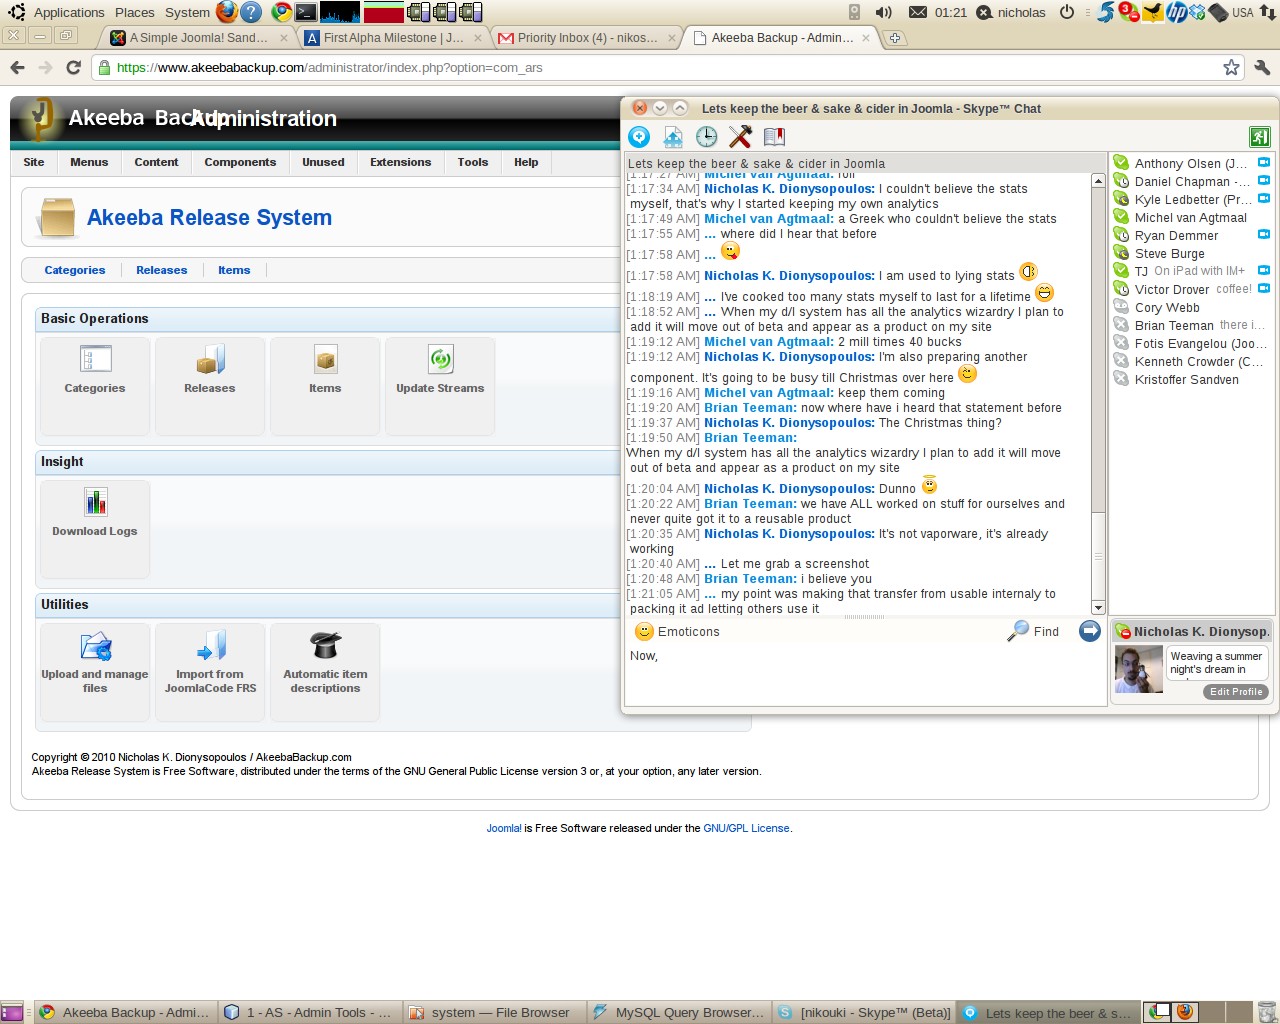 Applications Places System
01:21 nicholas USA
A Simple Joomla! Sand...
First Alpha Milestone | J...
Priority Inbox (4) - nikos...
Akeeba Backup - Admin...
https://www.akeebabackup.com/administrator/index.php?option=com_ars
Akeeba Backup Administration
Site Menus Content Components Unused Extensions Tools Help
Akeeba Release System
Categories Releases Items
Basic Operations
Categories
Releases
Items
Update Streams
Insight
Download Logs
Utilities
Upload and manage
files
Import from
JoomlaCode FRS
Automatic item
descriptions
Copyright © 2010 Nicholas K. Dionysopoulos / AkeebaBackup.com
Akeeba Release System is Free Software, distributed under the terms of the GNU General Public License version 3 or, at your option, any later version.
Joomla! is Free Software released under the GNU/GPL License.
Lets keep the beer & sake & cider in Joomla - Skype™ Chat
Lets keep the beer & sake & cider in Joomla
[1:17:27 AM] Michel van Agtmaal: rofl
[1:17:34 AM] Nicholas K. Dionysopoulos: I couldn't believe the stats
myself, that's why I started keeping my own analytics
[1:17:49 AM] Michel van Agtmaal: a Greek who couldn't believe the stats
[1:17:55 AM] ... where did I hear that before
[1:17:58 AM] ...
[1:17:58 AM] Nicholas K. Dionysopoulos: I am used to lying stats
[1:18:19 AM] ... I've cooked too many stats myself to last for a lifetime
[1:18:52 AM] ... When my d/l system has all the analytics wizardry I plan to
add it will move out of beta and appear as a product on my site
[1:19:12 AM] Michel van Agtmaal: 2 mill times 40 bucks
[1:19:12 AM] Nicholas K. Dionysopoulos: I'm also preparing another
component. It's going to be busy till Christmas over here
[1:19:16 AM] Michel van Agtmaal: keep them coming
[1:19:20 AM] Brian Teeman: now where have i heard that statement before
[1:19:37 AM] Nicholas K. Dionysopoulos: The Christmas thing?
[1:19:50 AM] Brian Teeman:
When my d/l system has all the analytics wizardry I plan to add it will move
out of beta and appear as a product on my site
[1:20:04 AM] Nicholas K. Dionysopoulos: Dunno
[1:20:22 AM] Brian Teeman: we have ALL worked on stuff for ourselves and
never quite got it to a reusable product
[1:20:35 AM] Nicholas K. Dionysopoulos: It's not vaporware, it's already
working
[1:20:40 AM] ... Let me grab a screenshot
[1:20:48 AM] Brian Teeman: i believe you
[1:21:05 AM] ... my point was making that transfer from usable internaly to
packing it ad letting others use it
Emoticons Find
Now,
Anthony Olsen (J...
Daniel Chapman -...
Kyle Ledbetter (Pr...
Michel van Agtmaal
Ryan Demmer
Steve Burge
TJ On iPad with IM+
Victor Drover coffee!
Cory Webb
Brian Teeman there i...
Fotis Evangelou (Joo...
Kenneth Crowder (C...
Kristoffer Sandven
Nicholas K. Dionysop.
Weaving a summer
night's dream in
Edit Profile
Akeeba Backup - Admi...
1 - AS - Admin Tools - ...
system — File Browser
MySQL Query Browser...
[nikouki - Skype™ (Beta)]
Lets keep the beer & s...